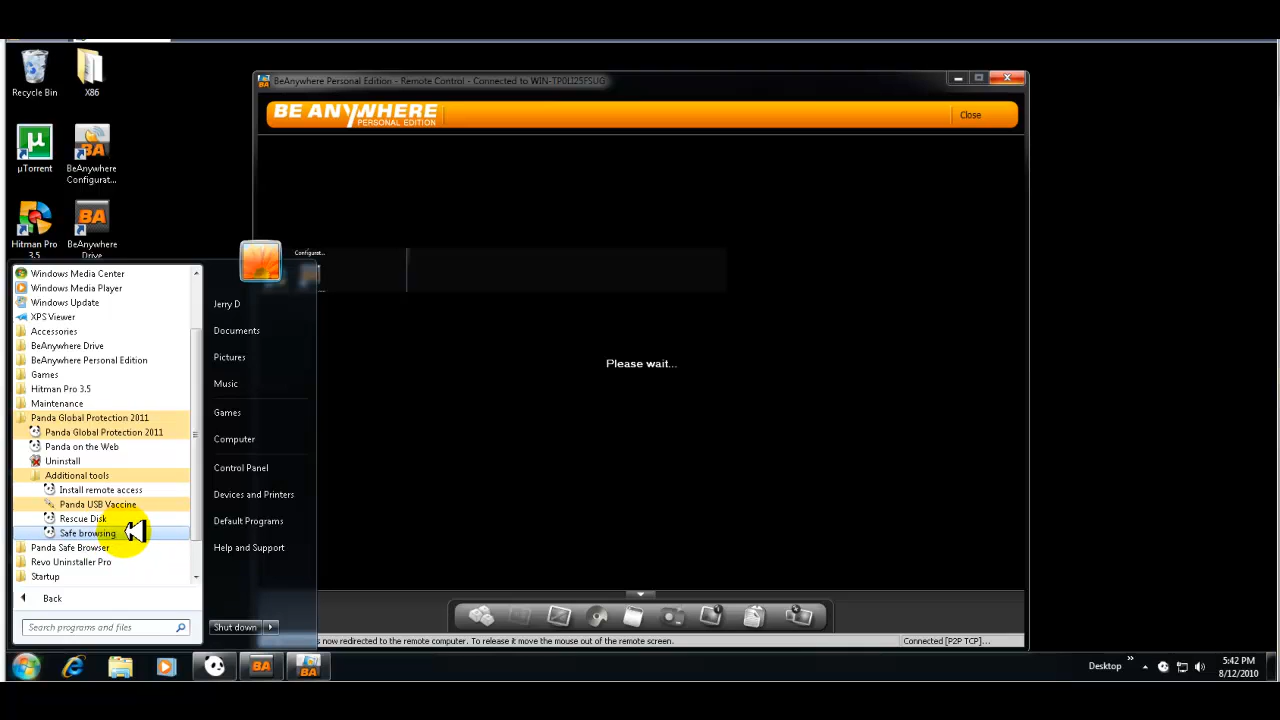 BeAnywhere Personal Edition - Remote Control - Connected to WIN-TP0LI25FSUG
Recycle Bin
X86
BE ANYWHERE
PERSONAL EDITION
Close
µTorrent
BeAnywhere
Configurat...
Hitman Pro
3.5
BeAnywhere
Drive
Configurat...
Windows Media Center
Windows Media Player
Windows Update
XPS Viewer
Accessories
BeAnywhere Drive
BeAnywhere Personal Edition
Games
Hitman Pro 3.5
Maintenance
Panda Global Protection 2011
Panda Global Protection 2011
Panda on the Web
Uninstall
Additional tools
Install remote access
Panda USB Vaccine
Rescue Disk
Safe browsing
Panda Safe Browser
Revo Uninstaller Pro
Startup
Back
Search programs and files
Jerry D
Documents
Pictures
Music
Games
Computer
Control Panel
Devices and Printers
Default Programs
Help and Support
Shut down
Please wait...
s now redirected to the remote computer. To release it move the mouse out of the remote screen.
Connected [P2P TCP]...
Desktop
5:42 PM
8/12/2010